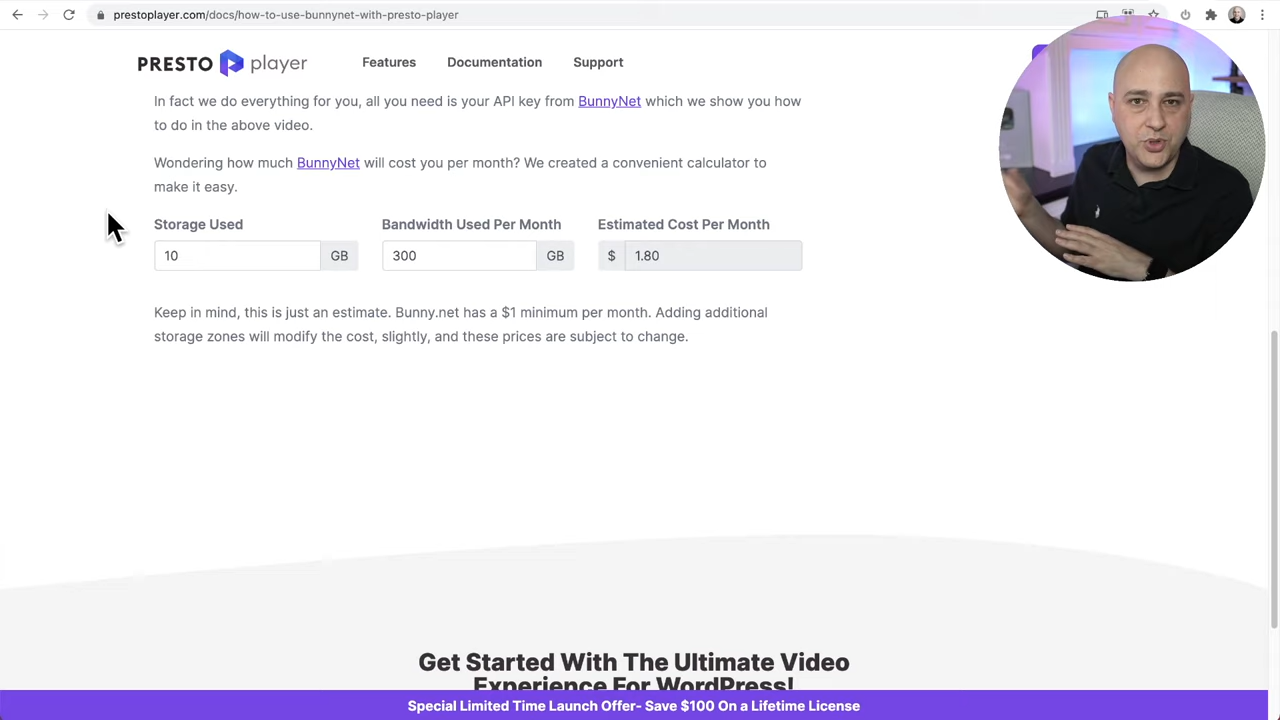 prestoplayer.com/docs/how-to-use-bunnynet-with-presto-player
PRESTO player
Features
Documentation
Support
In fact we do everything for you, all you need is your API key from BunnyNet which we show you how
to do in the above video.
Wondering how much BunnyNet will cost you per month? We created a convenient calculator to
make it easy.
Storage Used
Bandwidth Used Per Month
Estimated Cost Per Month
10 GB
300 GB
$ 1.80
Keep in mind, this is just an estimate. Bunny.net has a $1 minimum per month. Adding additional
storage zones will modify the cost, slightly, and these prices are subject to change.
Get Started With The Ultimate Video
Experience For WordPress!
Special Limited Time Launch Offer- Save $100 On a Lifetime License